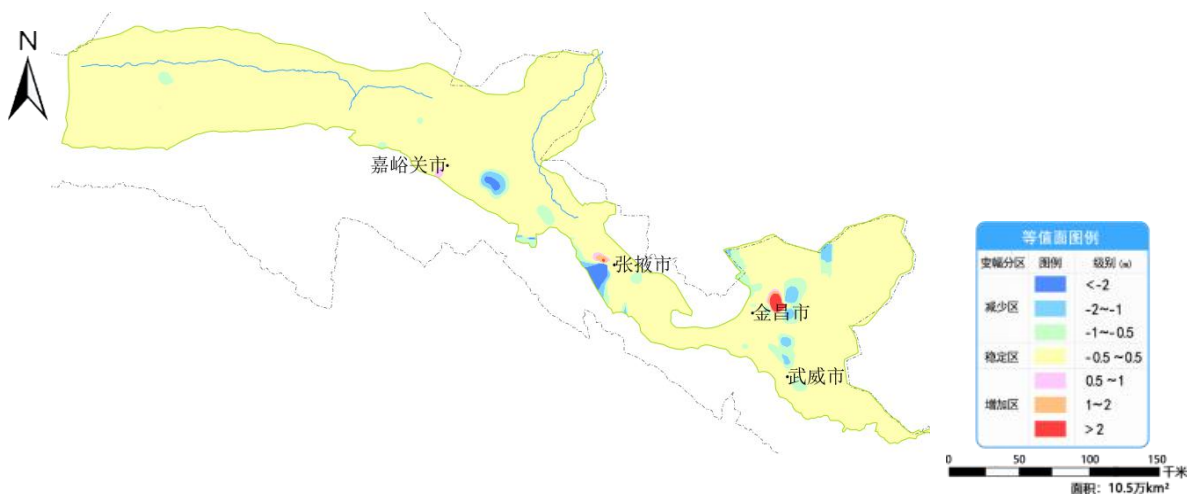 N
嘉峪关市
张掖市
金昌市
武威市
等值面图例
变幅分区 图例 级别 (m)
减少区
<-2
-2~-1
-1~-0.5
稳定区 -0.5 ~0.5
增加区
0.5 ~1
1~2
>2
0 50 100 150
千米
面积：10.5万km²